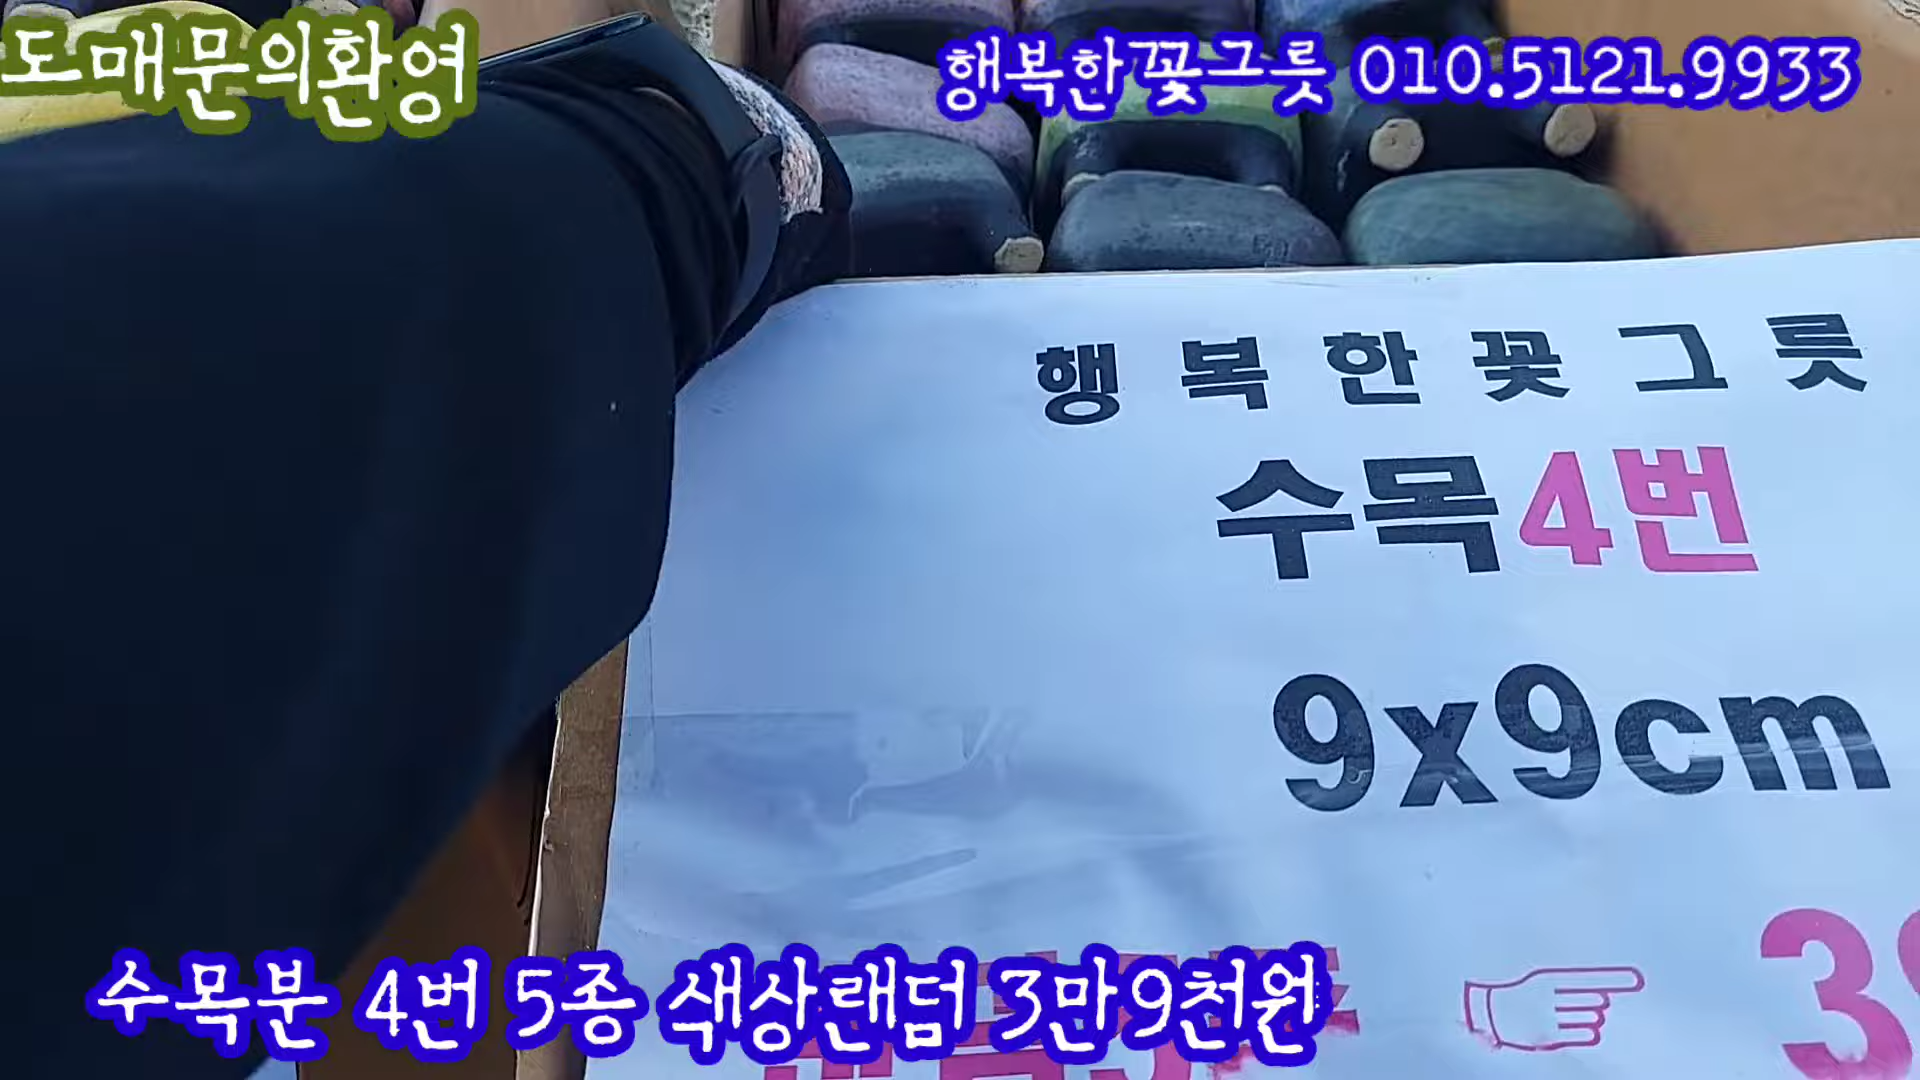 도매문의환영
행복한꽃그릇 010.5121.9933
행복한꽃그릇
수목4번
9x9cm
수목분 4번 5종 색상랜덤 3만9천원